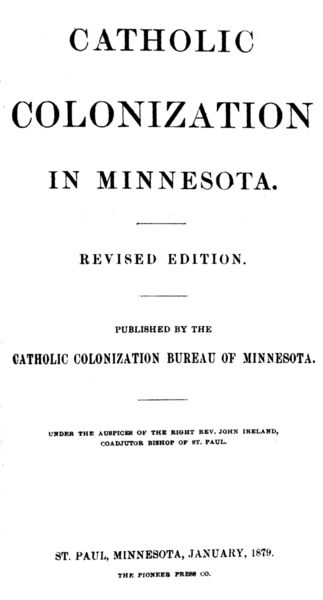 CATHOLIC
COLONIZATION
IN MINNESOTA.
REVISED EDITION.
PUBLISHED BY THE
CATHOLIC COLONIZATION BUREAU OF MINNESOTA.
UNDER THE AUSPICES OF THE RIGHT REV. JOHN IRELAND,
COADJUTOR BISHOP OF ST. PAUL.
ST. PAUL, MINNESOTA, JANUARY, 1879.
THE PIONEER PRESS CO.